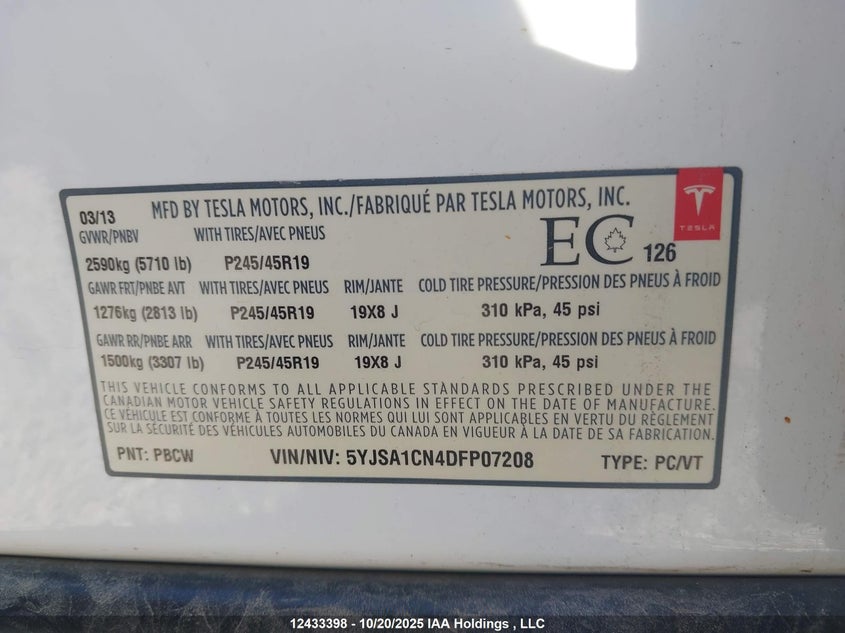 03/13 MFD BY TESLA MOTORS, INC./FABRIQUÉ PAR TESLA MOTORS, INC.
GVWR/PNBV WITH TIRES/AVEC PNEUS
EC 126
TESLA
2590kg (5710 lb) P245/45R19
GAWR FRT/PNBE AVT WITH TIRES/AVEC PNEUS RIM/JANTE COLD TIRE PRESSURE/PRESSION DES PNEUS À FROID
1276kg (2813 lb) P245/45R19 19X8 J 310 kPa, 45 psi
GAWR RR/PNBE ARR WITH TIRES/AVEC PNEUS RIM/JANTE COLD TIRE PRESSURE/PRESSION DES PNEUS À FROID
1500kg (3307 lb) P245/45R19 19X8 J 310 kPa, 45 psi
THIS VEHICLE CONFORMS TO ALL APPLICABLE STANDARDS PRESCRIBED UNDER THE
CANADIAN MOTOR VEHICLE SAFETY REGULATIONS IN EFFECT ON THE DATE OF MANUFACTURE.
CE VÉHICULE EST CONFORME À TOUTES LES NORMES QUI LUI SONT APPLICABLES EN VERTU DU RÈGLEMENT
SUR LA SÉCURITÉ DES VÉHICULES AUTOMOBILES DU CANADA EN VIGUEUR À LA DATE DE SA FABRICATION.
PNT: PBCW VIN/NIV: 5YJSA1CN4DFP07208 TYPE: PC/VT
12433398 - 10/20/2025 IAA Holdings , LLC